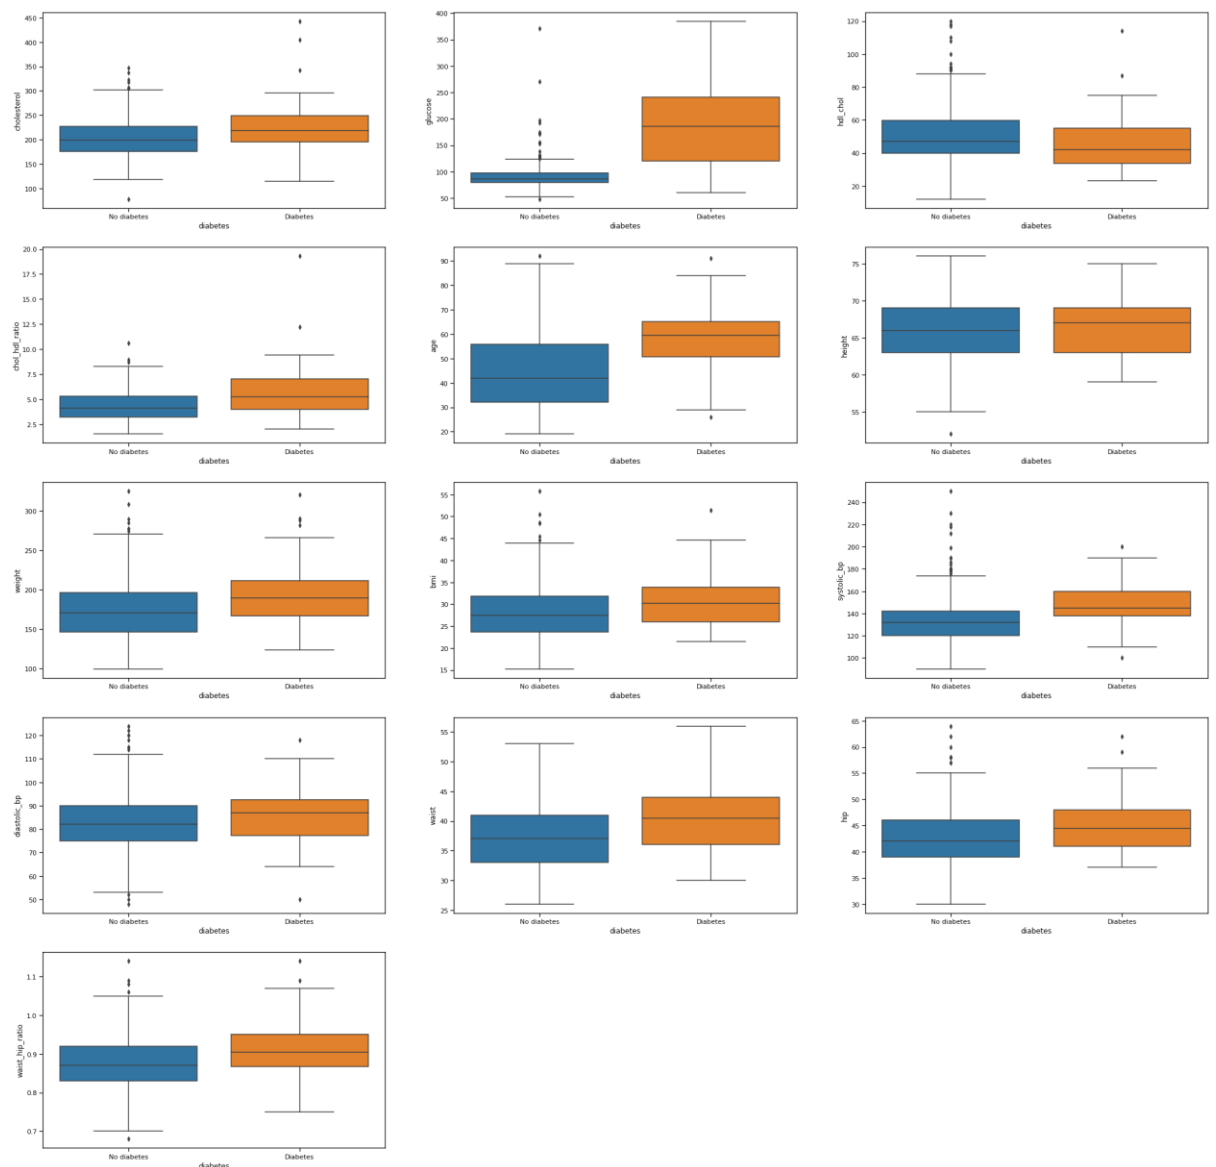 450
400
350
300
250
200
150
100
cholesterol
No diabetes
Diabetes
diabetes
400
350
300
250
200
150
100
50
glucose
No diabetes
Diabetes
diabetes
120
100
80
60
40
20
hdl_chol
No diabetes
Diabetes
diabetes
20.0
17.5
15.0
12.5
10.0
7.5
5.0
2.5
chol_hdl_ratio
No diabetes
Diabetes
diabetes
90
80
70
60
50
40
30
20
age
No diabetes
Diabetes
diabetes
75
70
65
60
55
height
No diabetes
Diabetes
diabetes
300
250
200
150
100
weight
No diabetes
Diabetes
diabetes
55
50
45
40
35
30
25
20
15
bmi
No diabetes
Diabetes
diabetes
240
220
200
180
160
140
120
100
systolic_bp
No diabetes
Diabetes
diabetes
120
110
100
90
80
70
60
50
diastolic_bp
No diabetes
Diabetes
diabetes
55
50
45
40
35
30
25
waist
No diabetes
Diabetes
diabetes
65
60
55
50
45
40
35
30
hip
No diabetes
Diabetes
diabetes
1.1
1.0
0.9
0.8
0.7
waist_hip_ratio
No diabetes
Diabetes
diabetes